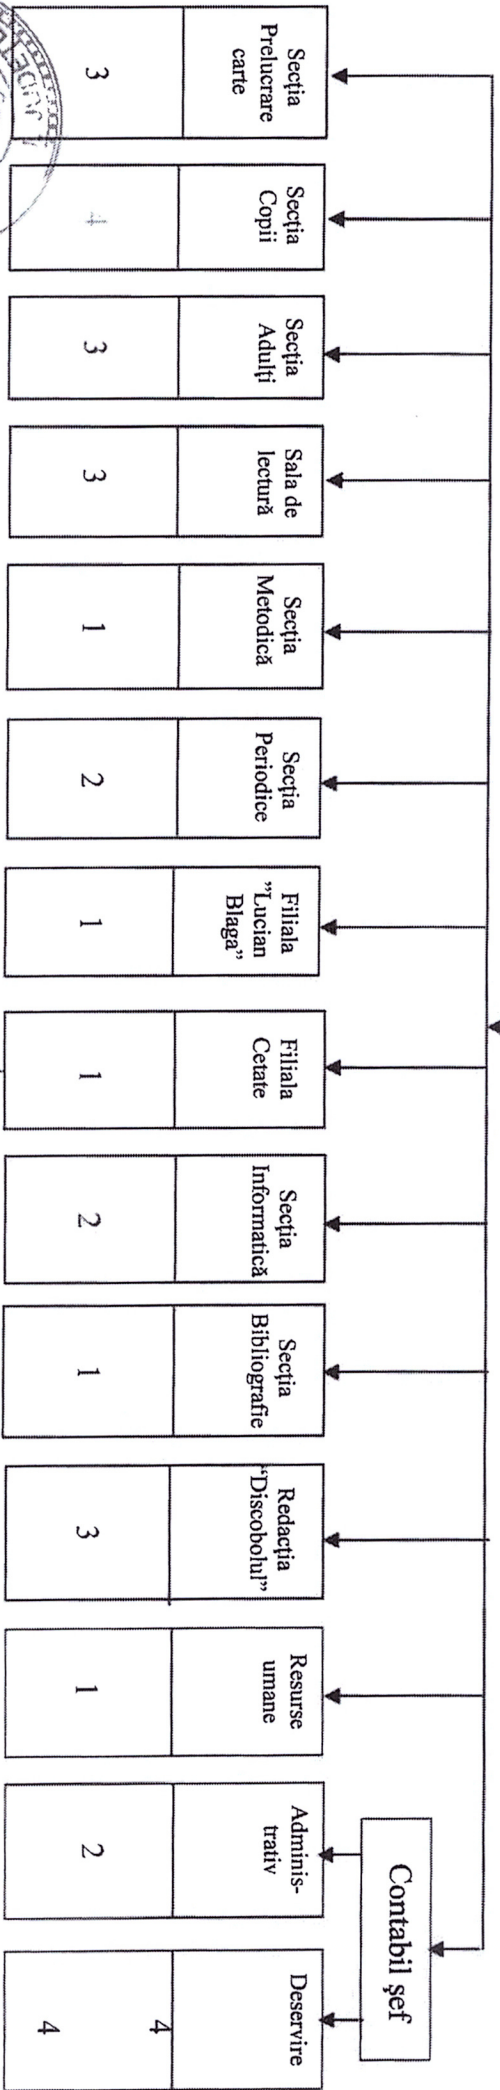 Contabil șef
Secția
Prelucrare
carte
3
Secția
Copii
4
Secția
Adulți
3
Sala de
lectură
3
Secția
Metodică
1
Secția
Periodice
2
Filiala
”Lucian
Blaga”
1
Filiala
Cetate
1
Secția
Informatică
2
Secția
Bibliografie
1
Redacția
“Discobolul”
3
Resurse
umane
1
Adminis-
trativ
2
Deservire
4
4